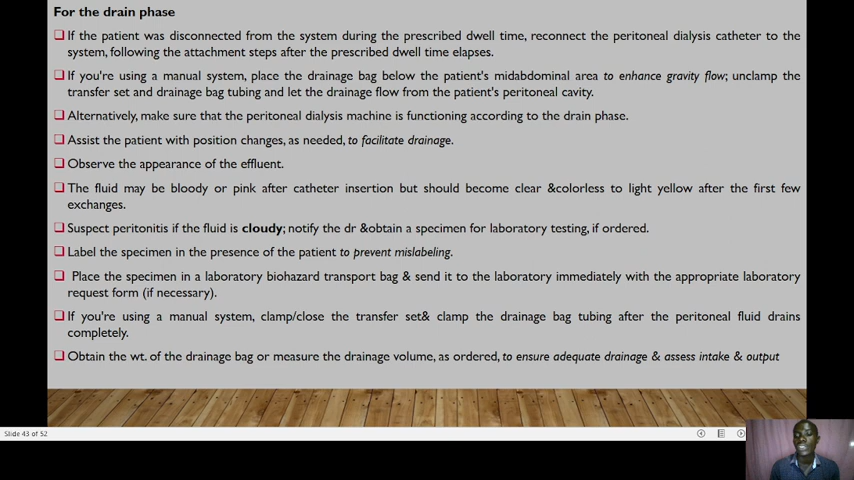 For the drain phase
If the patient was disconnected from the system during the prescribed dwell time, reconnect the peritoneal dialysis catheter to the
system, following the attachment steps after the prescribed dwell time elapses.
If you're using a manual system, place the drainage bag below the patient's midabdominal area to enhance gravity flow; unclamp the
transfer set and drainage bag tubing and let the drainage flow from the patient's peritoneal cavity.
Alternatively, make sure that the peritoneal dialysis machine is functioning according to the drain phase.
Assist the patient with position changes, as needed, to facilitate drainage.
Observe the appearance of the effluent.
The fluid may be bloody or pink after catheter insertion but should become clear &colorless to light yellow after the first few
exchanges.
Suspect peritonitis if the fluid is cloudy; notify the dr &obtain a specimen for laboratory testing, if ordered.
Label the specimen in the presence of the patient to prevent mislabeling.
Place the specimen in a laboratory biohazard transport bag & send it to the laboratory immediately with the appropriate laboratory
request form (if necessary).
If you're using a manual system, clamp/close the transfer set& clamp the drainage bag tubing after the peritoneal fluid drains
completely.
Obtain the wt. of the drainage bag or measure the drainage volume, as ordered, to ensure adequate drainage & assess intake & output
Slide 43 of 52